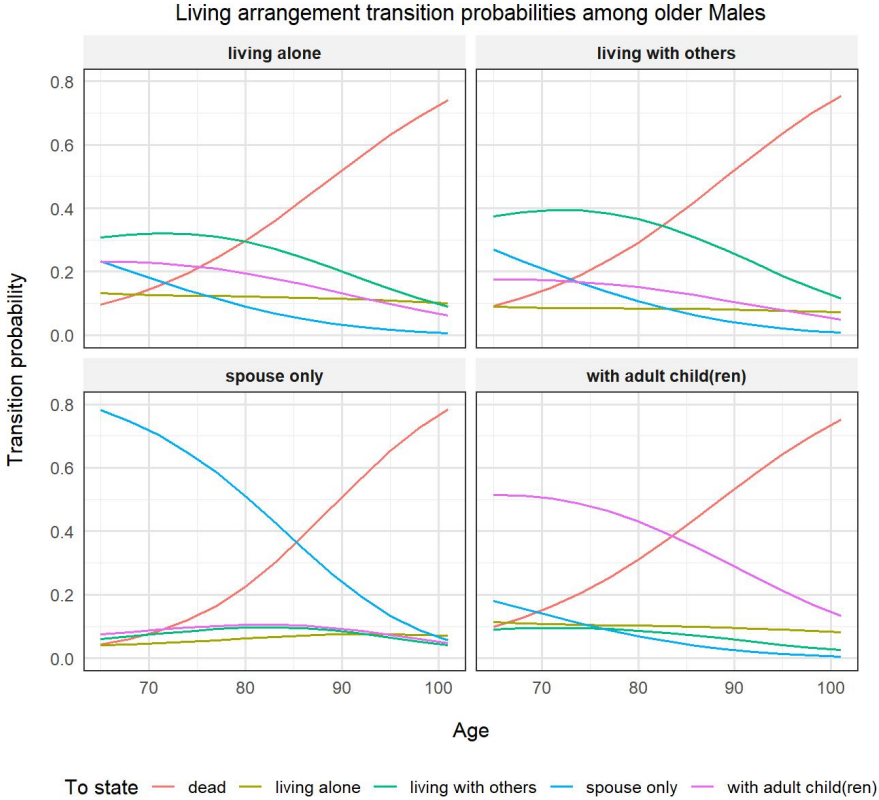 Living arrangement transition probabilities among older Males
living alone
living with others
0.8
0.6
0.4
0.2
0.0
spouse only
with adult child(ren)
0.8
0.6
0.4
0.2
0.0
70 80 90 100
70 80 90 100
Transition probability
Age
To state dead living alone living with others spouse only with adult child(ren)